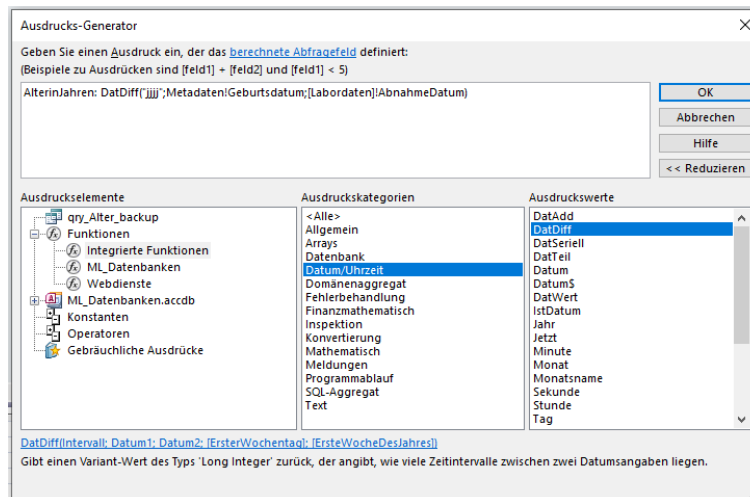 Ausdrucks-Generator
Geben Sie einen Ausdruck ein, der das berechnete Abfragefeld definiert:
(Beispiele zu Ausdrücken sind [feld1] + [feld2] und [feld1] < 5)
AlterinJahren: DatDiff("jjjj";Metadaten!Geburtsdatum;[Labordaten]!AbnahmeDatum)
OK
Abbrechen
Hilfe
<< Reduzieren
Ausdruckselemente
qry_Alter_backup
Funktionen
Integrierte Funktionen
ML_Datenbanken
Webdienste
ML_Datenbanken.accdb
Konstanten
Operatoren
Gebräuchliche Ausdrücke
Ausdruckskategorien
<Alle>
Allgemein
Arrays
Datenbank
Datum/Uhrzeit
Domänenaggregat
Fehlerbehandlung
Finanzmathematisch
Inspektion
Konvertierung
Mathematisch
Meldungen
Programmablauf
SQL-Aggregat
Text
Ausdruckswerte
DatAdd
DatDiff
DatSeriell
DatTeil
Datum
Datum$
DatWert
IstDatum
Jahr
Jetzt
Minute
Monat
Monatsname
Sekunde
Stunde
Tag
DatDiff(Intervall; Datum1; Datum2; [ErsterWochentag]; [ErsteWocheDesJahres])
Gibt einen Variant-Wert des Typs 'Long Integer' zurück, der angibt, wie viele Zeitintervalle zwischen zwei Datumsangaben liegen.